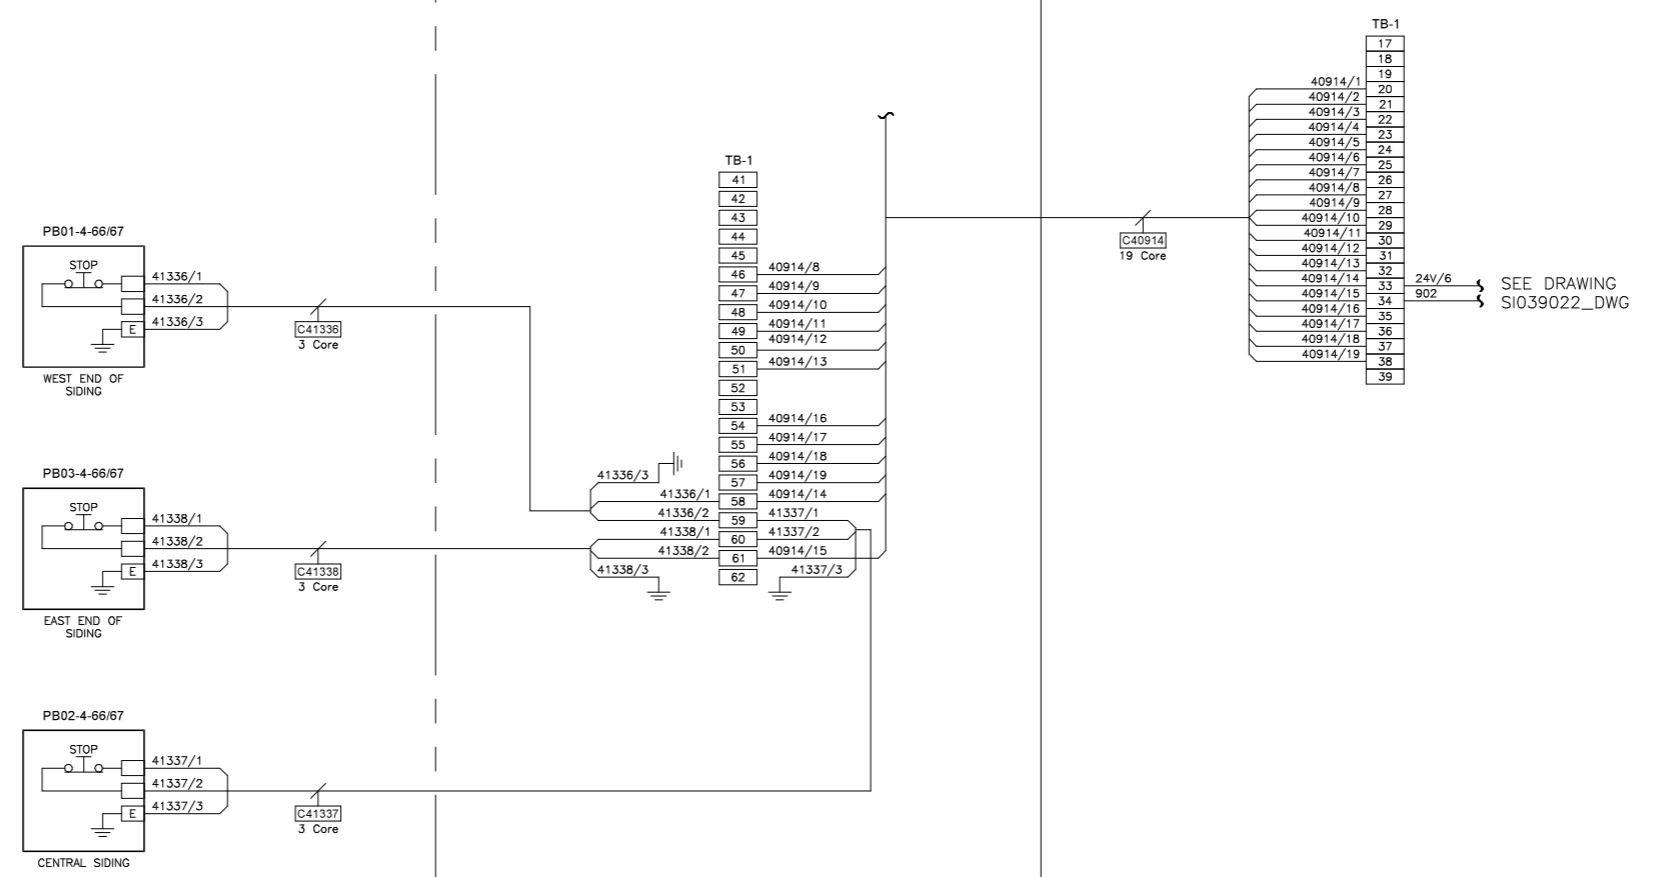 PB01-4-66/67
STOP
41336/1
41336/2
41336/3
E
WEST END OF
SIDING
C41336
3 Core
PB03-4-66/67
STOP
41338/1
41338/2
41338/3
E
EAST END OF
SIDING
C41338
3 Core
PB02-4-66/67
STOP
41337/1
41337/2
41337/3
E
CENTRAL SIDING
C41337
3 Core
TB-1
41
42
43
44
45
46 40914/8
47 40914/9
48 40914/10
49 40914/11
50 40914/12
51 40914/13
52
53
54 40914/16
55 40914/17
56 40914/18
41336/3
57 40914/19
41336/1 58 40914/14
41336/2 59 41337/1
41338/1 60 41337/2
41338/2 61 40914/15
41338/3 62 41337/3
C40914
19 Core
TB-1
17
18
19
40914/1 20
40914/2 21
40914/3 22
40914/4 23
40914/5 24
40914/6 25
40914/7 26
40914/8 27
40914/9 28
40914/10 29
40914/11 30
40914/12 31
40914/13 32
40914/14 33 24V/6
40914/15 34 902
40914/16 35
40914/17 36
40914/18 37
40914/19 38
39
SEE DRAWING
SI039022_DWG